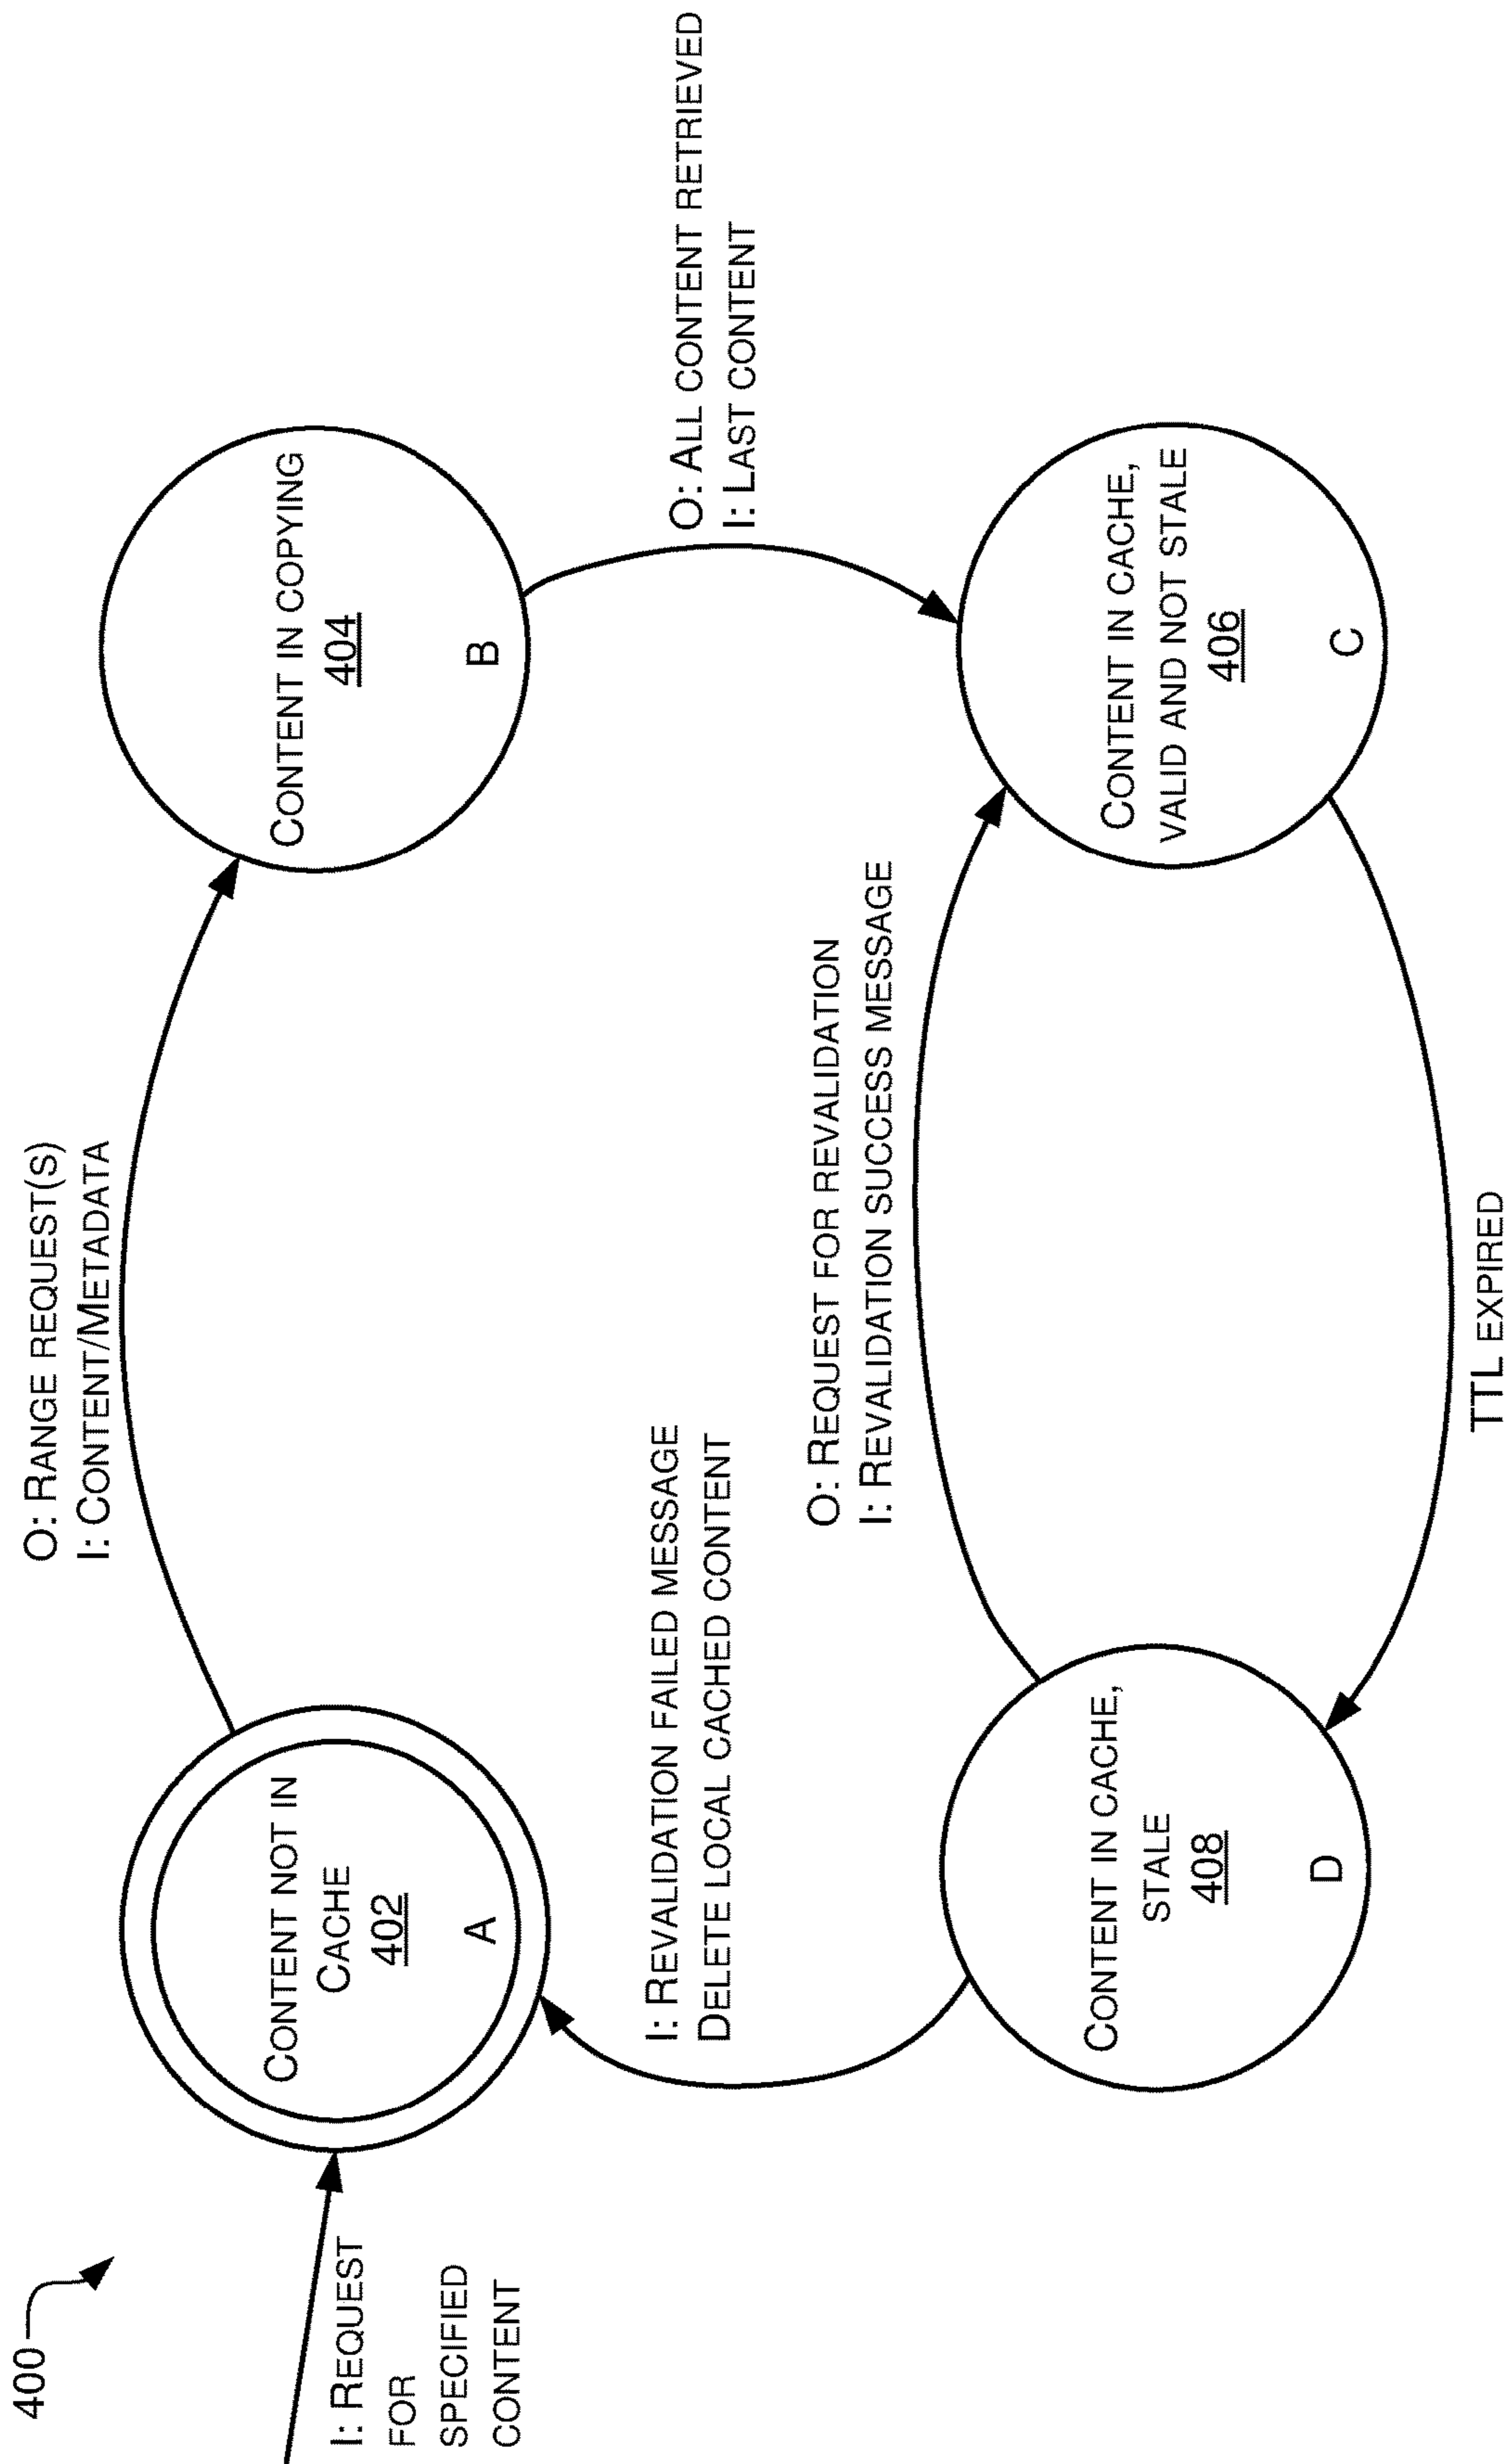 400
I: REQUEST
FOR
SPECIFIED
CONTENT
CONTENT NOT IN
CACHE
402
A
O: RANGE REQUEST(S)
I: CONTENT/METADATA
CONTENT IN COPYING
404
B
O: ALL CONTENT RETRIEVED
I: LAST CONTENT
I: REVALIDATION FAILED MESSAGE
DELETE LOCAL CACHED CONTENT
O: REQUEST FOR REVALIDATION
I: REVALIDATION SUCCESS MESSAGE
CONTENT IN CACHE,
STALE
408
D
CONTENT IN CACHE,
VALID AND NOT STALE
406
C
TTL EXPIRED